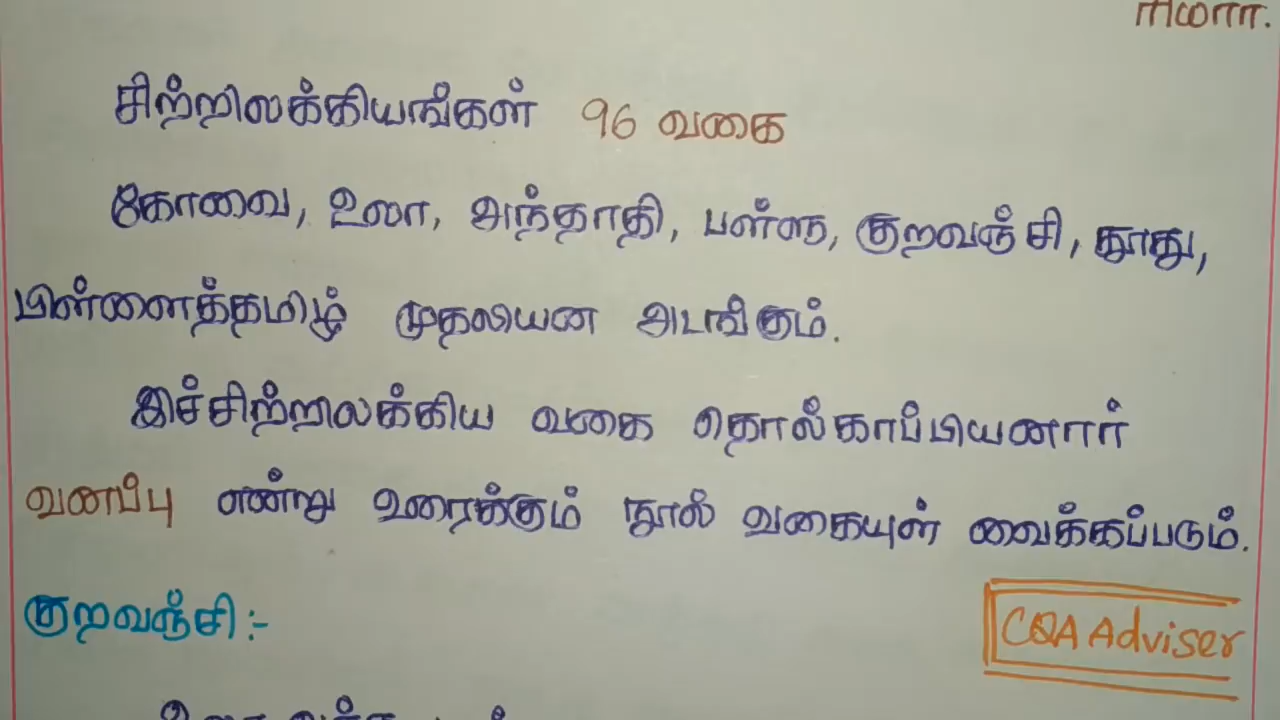 சிற்றிலக்கியங்கள் 96 வகை
கோவை, உலா, அந்தாதி, பள்ளு, குறவஞ்சி, தூது,
பிள்ளைத்தமிழ் முதலியன அடங்கும்.
இச்சிற்றிலக்கிய வகை தொல்காப்பியனார்
வனப்பு என்று உரைக்கும் நூல் வகையுள் வைக்கப்படும்.
குறவஞ்சி :-
CQA Adviser